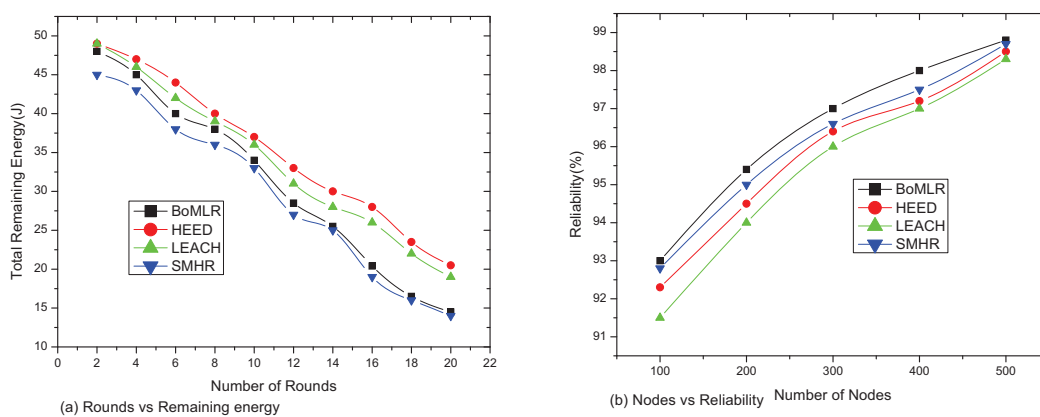 50
45
40
35
30
25
20
15
10
Total Remaining Energy(J)
BoMLR
HEED
LEACH
SMHR
0 2 4 6 8 10 12 14 16 18 20 22
Number of Rounds
(a) Rounds vs Remaining energy
99
98
97
96
95
94
93
92
91
Reliability(%)
BoMLR
HEED
LEACH
SMHR
100 200 300 400 500
(b) Nodes vs Reliability Number of Nodes